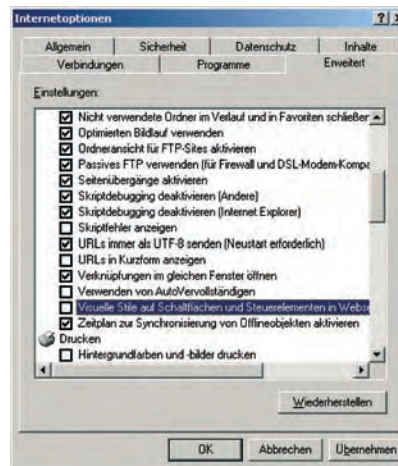 Internetoptionen
Allgemein Sicherheit Datenschutz Inhalte
Verbindungen Programme Erweitert
Einstellungen:
Nicht verwendete Ordner im Verlauf und in Favoriten schließen
Optimierten Bildlauf verwenden
Ordneransicht für FTP-Sites aktivieren
Passives FTP verwenden (für Firewall und DSL-Modem-Kompa
Seitenübergänge aktivieren
Skriptdebugging deaktivieren (Andere)
Skriptdebugging deaktivieren (Internet Explorer)
Skriptfehler anzeigen
URLs immer als UTF-8 senden (Neustart erforderlich)
URLs in Kurzform anzeigen
Verknüpfungen im gleichen Fenster öffnen
Verwenden von AutoVervollständigen
Visuelle Stile auf Schaltflächen und Steuerelementen in Webse
Zeitplan zur Synchronisierung von Offlineobjekten aktivieren
Drucken
Hintergrundfarben und -bilder drucken
Wiederherstellen
OK Abbrechen Übernehmen